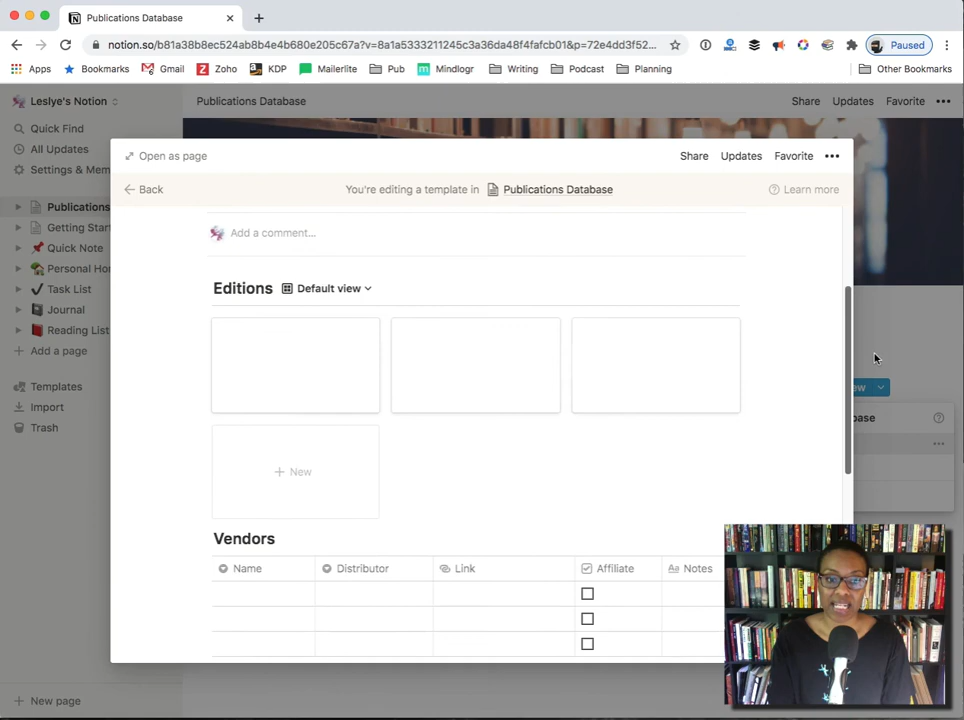 Publications Database
notion.so/b81a38b8ec524ab8b4e4b680e205c67a?v=8a1a5333211245c3a36da48f4fafcb01&p=72e4dd3f52...
Paused
Apps Bookmarks Gmail Zoho KDP Mailerlite Pub Mindlogr Writing Podcast Planning Other Bookmarks
Leslye's Notion
Publications Database
Share Updates Favorite
Quick Find
All Updates
Settings & Mem
Publications
Getting Start
Quick Note
Personal Ho
Task List
Journal
Reading List
Add a page
Templates
Import
Trash
New page
Open as page
Share Updates Favorite
Back
You're editing a template in Publications Database
Learn more
Add a comment...
Editions Default view
New
Vendors
Name Distributor Link Affiliate Notes